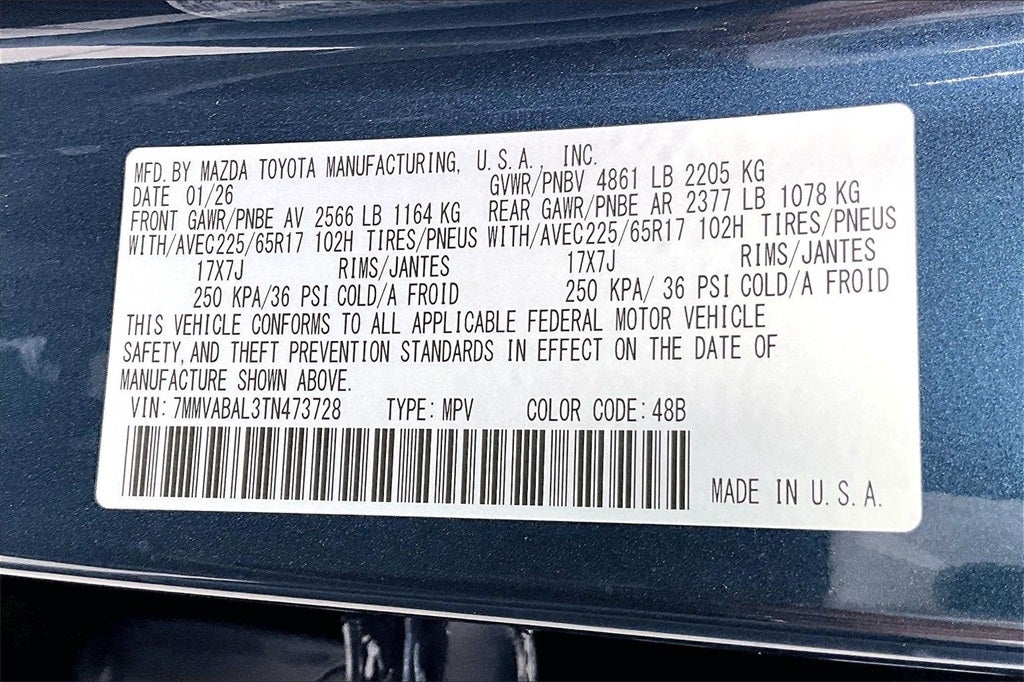 MFD. BY MAZDA TOYOTA MANUFACTURING, U.S.A., INC.
DATE 01/26 GVWR/PNBV 4861 LB 2205 KG
FRONT GAWR/PNBE AV 2566 LB 1164 KG REAR GAWR/PNBE AR 2377 LB 1078 KG
WITH/AVEC225/65R17 102H TIRES/PNEUS WITH/AVEC225/65R17 102H TIRES/PNEUS
17X7J RIMS/JANTES 17X7J RIMS/JANTES
250 KPA/36 PSI COLD/A FROID 250 KPA/ 36 PSI COLD/A FROID
THIS VEHICLE CONFORMS TO ALL APPLICABLE FEDERAL MOTOR VEHICLE
SAFETY, AND THEFT PREVENTION STANDARDS IN EFFECT ON THE DATE OF
MANUFACTURE SHOWN ABOVE.
VIN: 7MMVABAL3TN473728 TYPE: MPV COLOR CODE: 48B
MADE IN U.S.A.